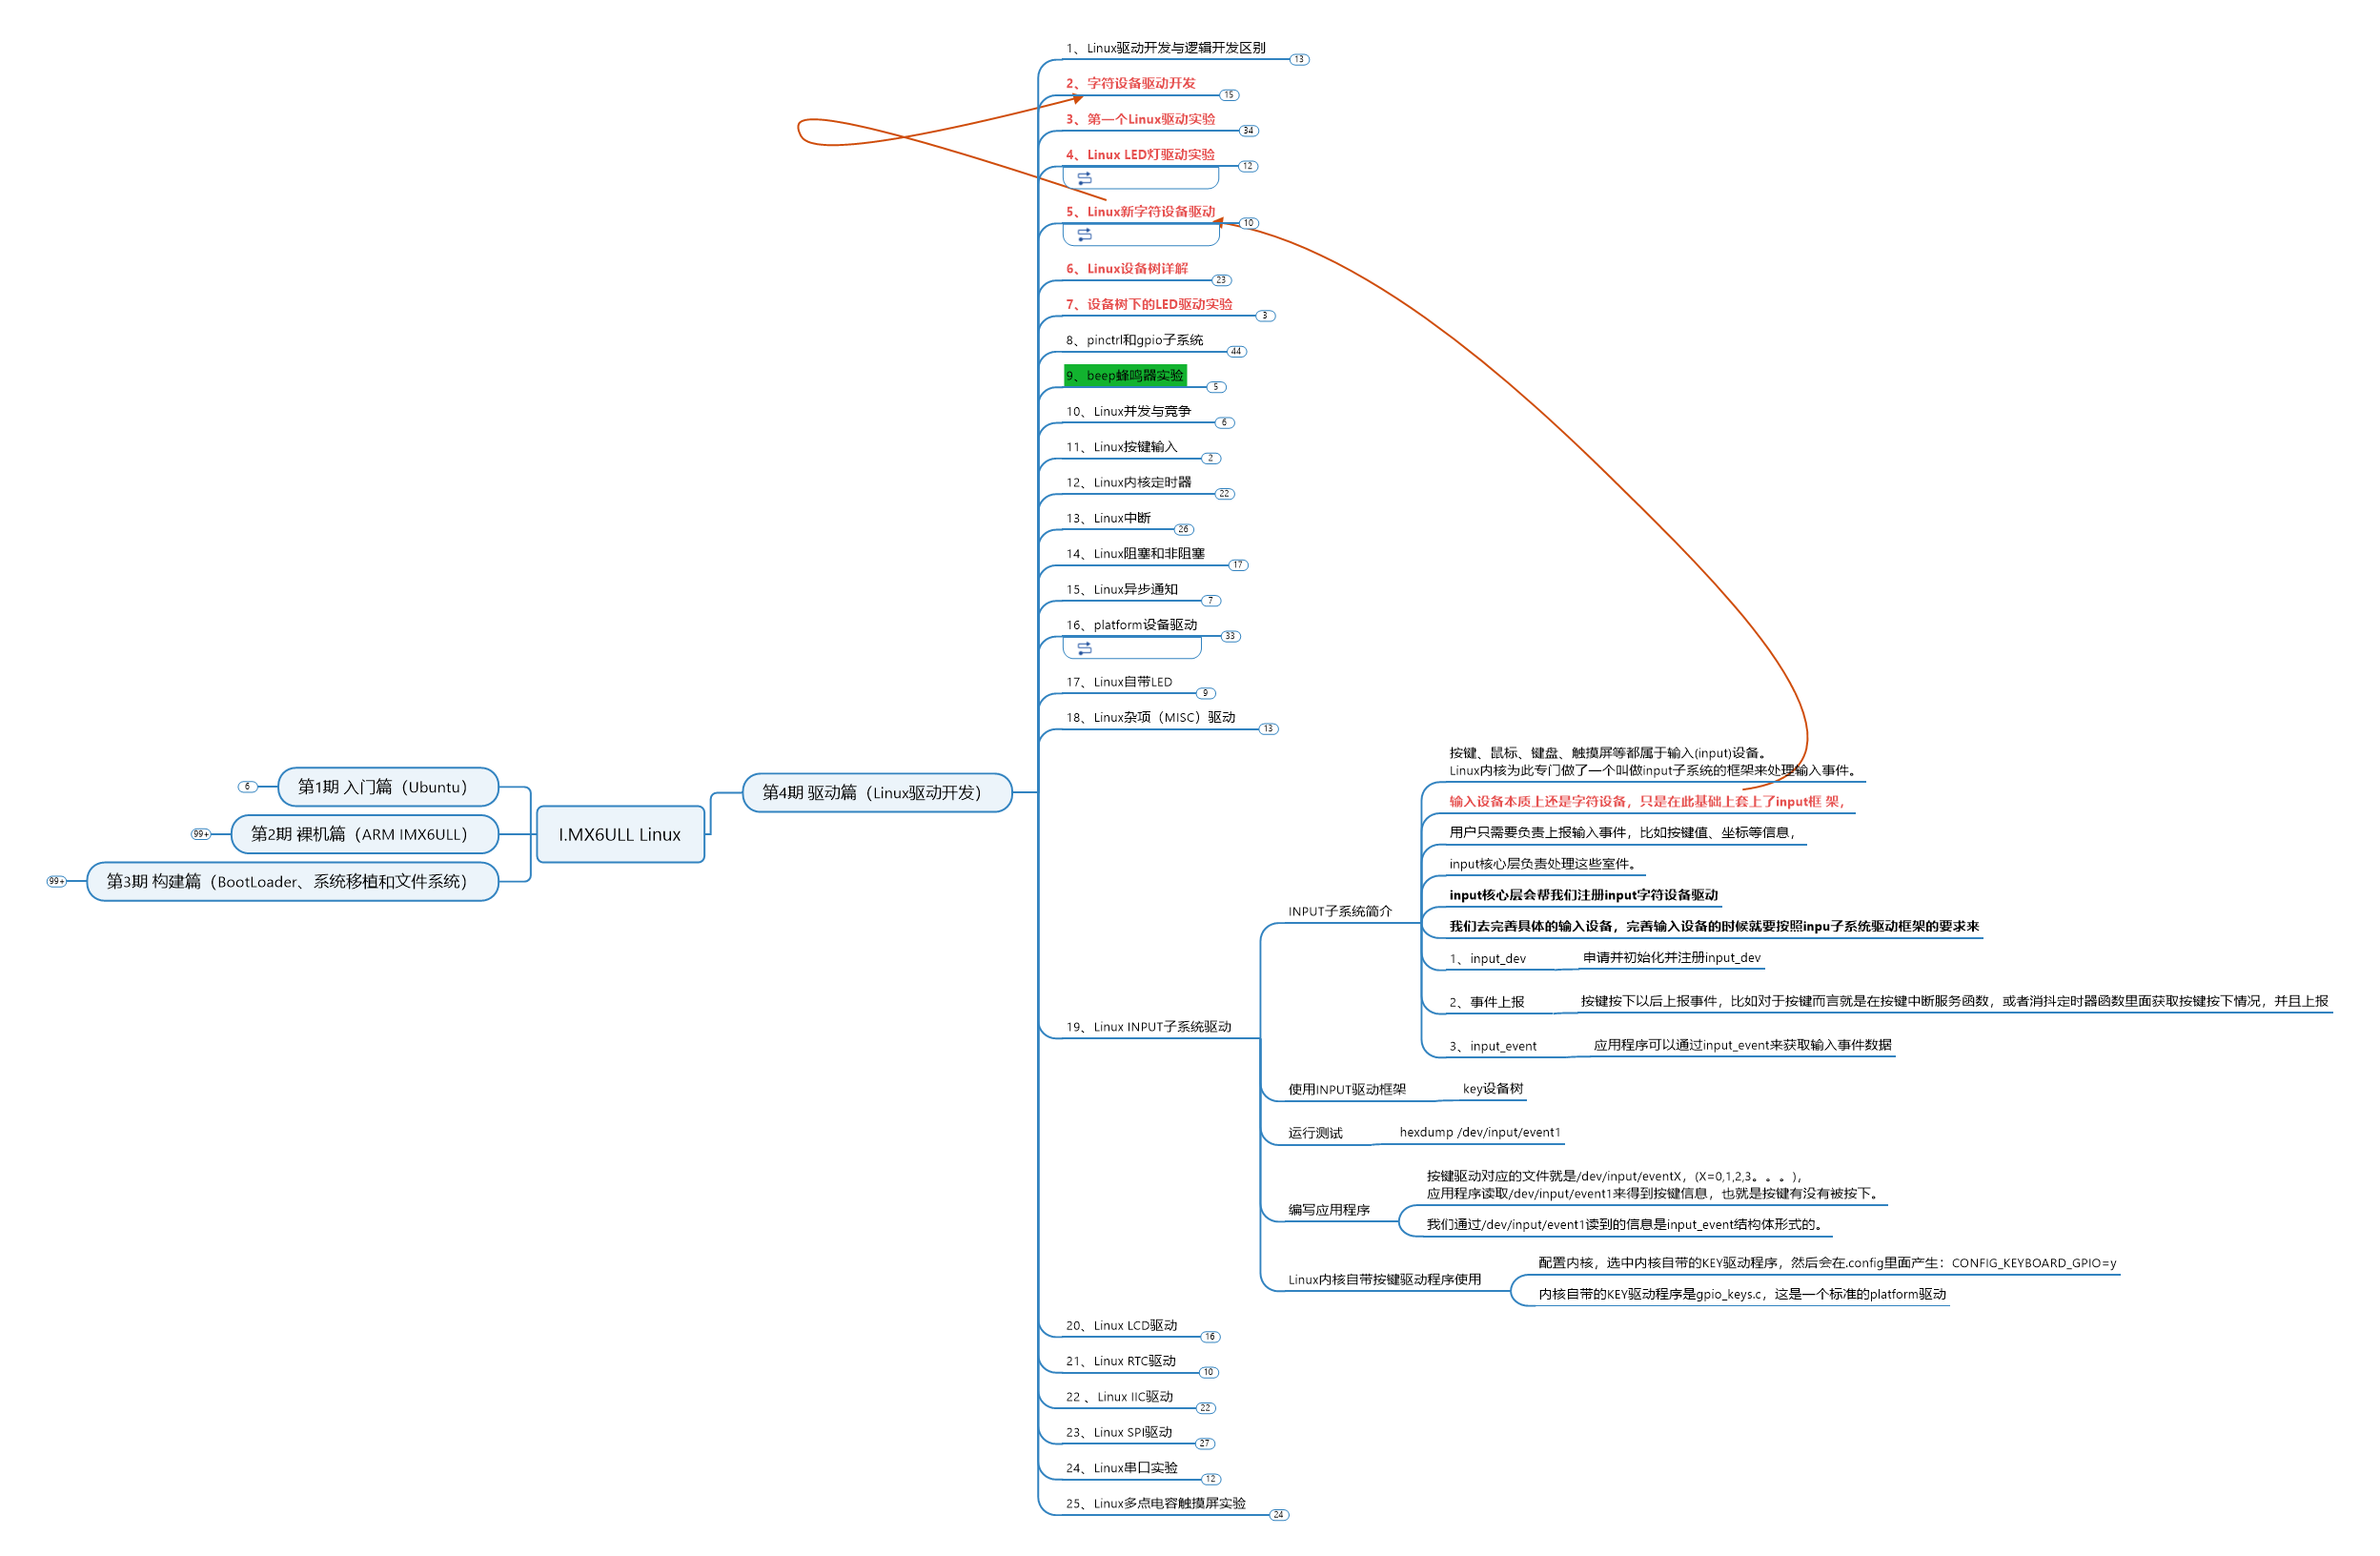 I.MX6ULL Linux
第1期 入门篇（Ubuntu）
6
第2期 裸机篇（ARM IMX6ULL）
99+
第3期 构建篇（BootLoader、系统移植和文件系统）
99+
第4期 驱动篇（Linux驱动开发）
1、Linux驱动开发与逻辑开发区别
13
2、字符设备驱动开发
15
3、第一个Linux驱动实验
34
4、Linux LED灯驱动实验
12
5、Linux新字符设备驱动
10
6、Linux设备树详解
23
7、设备树下的LED驱动实验
3
8、pinctrl和gpio子系统
44
9、beep蜂鸣器实验
5
10、Linux并发与竞争
6
11、Linux按键输入
2
12、Linux内核定时器
22
13、Linux中断
26
14、Linux阻塞和非阻塞
17
15、Linux异步通知
7
16、platform设备驱动
33
17、Linux自带LED
9
18、Linux杂项（MISC）驱动
13
19、Linux INPUT子系统驱动
INPUT子系统简介
按键、鼠标、键盘、触摸屏等都属于输入(input)设备。
Linux内核为此专门做了一个叫做input子系统的框架来处理输入事件。
输入设备本质上还是字符设备，只是在此基础上套上了input框 架，
用户只需要负责上报输入事件，比如按键值、坐标等信息，
input核心层负责处理这些室件。
input核心层会帮我们注册input字符设备驱动
我们去完善具体的输入设备，完善输入设备的时候就要按照inpu子系统驱动框架的要求来
1、input_dev
申请并初始化并注册input_dev
2、事件上报
按键按下以后上报事件，比如对于按键而言就是在按键中断服务函数，或者消抖定时器函数里面获取按键按下情况，并且上报
3、input_event
应用程序可以通过input_event来获取输入事件数据
使用INPUT驱动框架
key设备树
运行测试
hexdump /dev/input/event1
编写应用程序
按键驱动对应的文件就是/dev/input/eventX，(X=0,1,2,3。。。)，
应用程序读取/dev/input/event1来得到按键信息，也就是按键有没有被按下。
我们通过/dev/input/event1读到的信息是input_event结构体形式的。
Linux内核自带按键驱动程序使用
配置内核，选中内核自带的KEY驱动程序，然后会在.config里面产生：CONFIG_KEYBOARD_GPIO=y
内核自带的KEY驱动程序是gpio_keys.c，这是一个标准的platform驱动
20、Linux LCD驱动
16
21、Linux RTC驱动
10
22 、Linux IIC驱动
22
23、Linux SPI驱动
27
24、Linux串口实验
12
25、Linux多点电容触摸屏实验
24